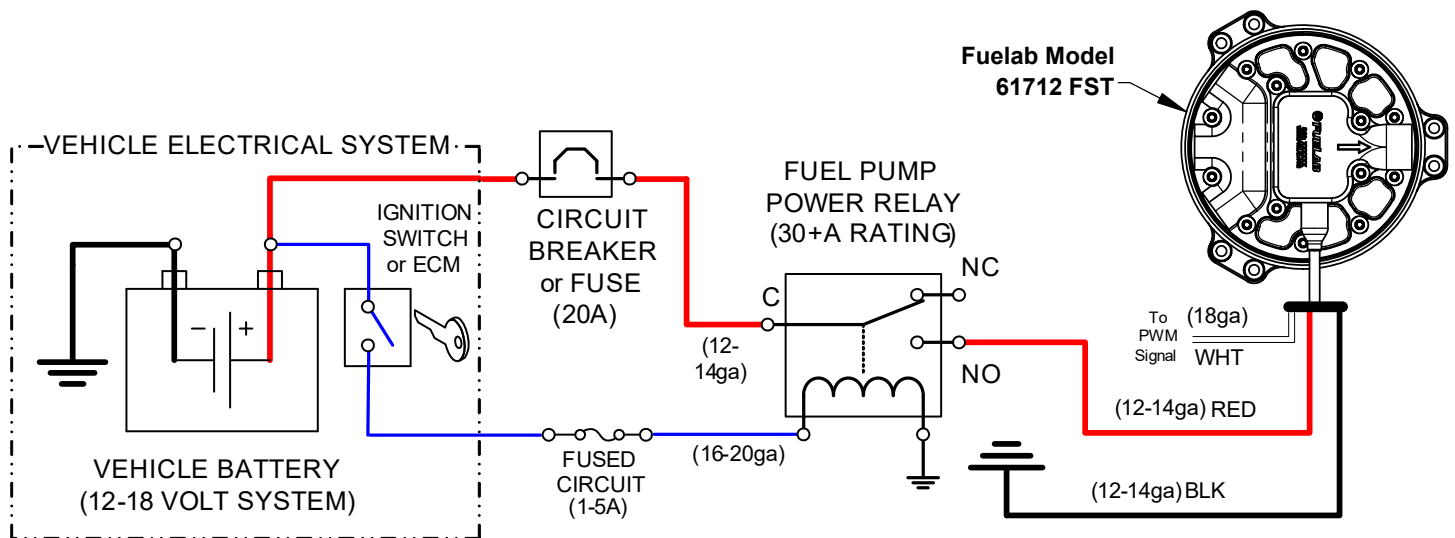 Fuelab Model
61712 FST
VEHICLE ELECTRICAL SYSTEM
IGNITION
SWITCH
or ECM
CIRCUIT
BREAKER
or FUSE
(20A)
FUEL PUMP
POWER RELAY
(30+A RATING)
C
NC
NO
(12-
14ga)
- +
To
PWM
Signal
(18ga)
WHT
(12-14ga) RED
(12-14ga) BLK
FUSED
CIRCUIT
(1-5A)
(16-20ga)
VEHICLE BATTERY
(12-18 VOLT SYSTEM)
FUELAB